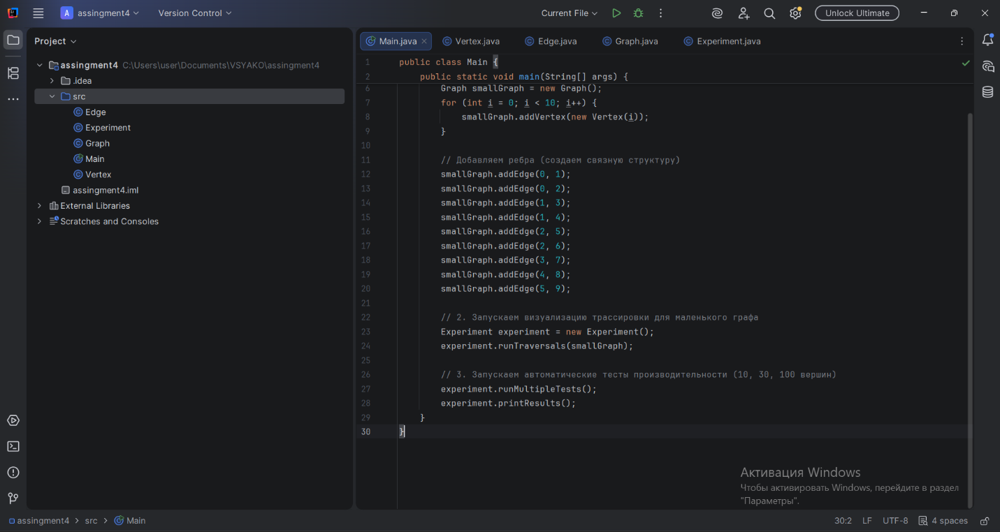 A assingment4 Version Control Current File Unlock Ultimate
Project
Main.java Vertex.java Edge.java Graph.java Experiment.java
assingment4 C:\Users\user\Documents\VSYAKO\assingment4
.idea
src
Edge
Experiment
Graph
Main
Vertex
assingment4.iml
External Libraries
Scratches and Consoles
1 public class Main {
2 public static void main(String[] args) {
6 Graph smallGraph = new Graph();
7 for (int i = 0; i < 10; i++) {
8 smallGraph.addVertex(new Vertex(i));
9 }
10
11 // Добавляем ребра (создаем связную структуру)
12 smallGraph.addEdge(0, 1);
13 smallGraph.addEdge(0, 2);
14 smallGraph.addEdge(1, 3);
15 smallGraph.addEdge(1, 4);
16 smallGraph.addEdge(2, 5);
17 smallGraph.addEdge(2, 6);
18 smallGraph.addEdge(3, 7);
19 smallGraph.addEdge(4, 8);
20 smallGraph.addEdge(5, 9);
21
22 // 2. Запускаем визуализацию трассировки для маленького графа
23 Experiment experiment = new Experiment();
24 experiment.runTraversals(smallGraph);
25
26 // 3. Запускаем автоматические тесты производительности (10, 30, 100 вершин)
27 experiment.runMultipleTests();
28 experiment.printResults();
29 }
30 }
Активация Windows
Чтобы активировать Windows, перейдите в раздел
"Параметры".
assingment4 > src > Main 30:2 LF UTF-8 4 spaces